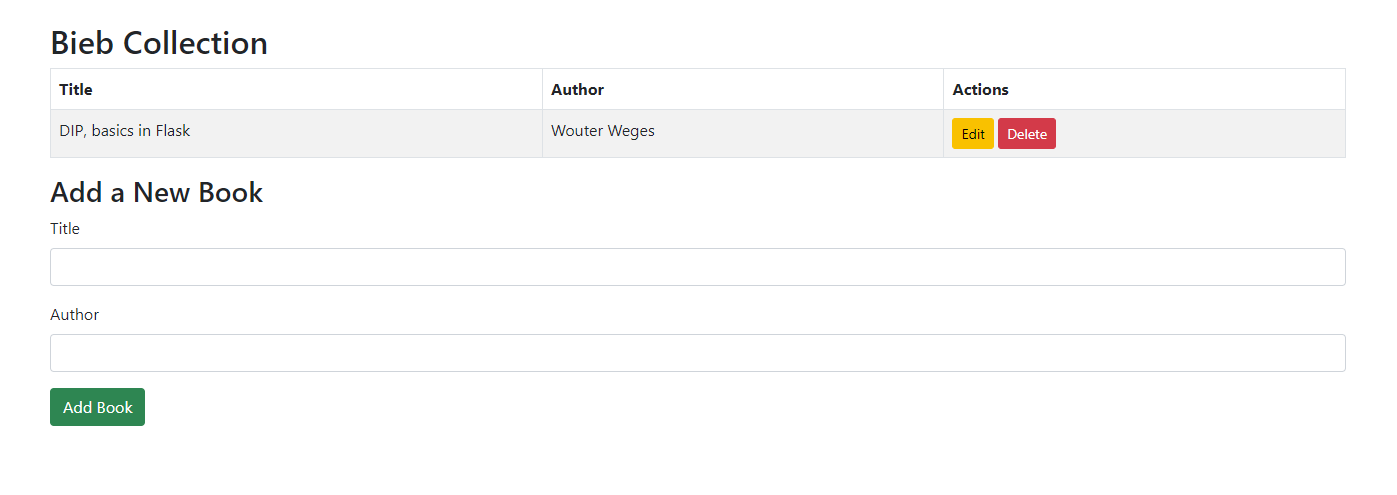 Bieb Collection
Title Author Actions
DIP, basics in Flask Wouter Weges Edit Delete
Add a New Book
Title
Author
Add Book